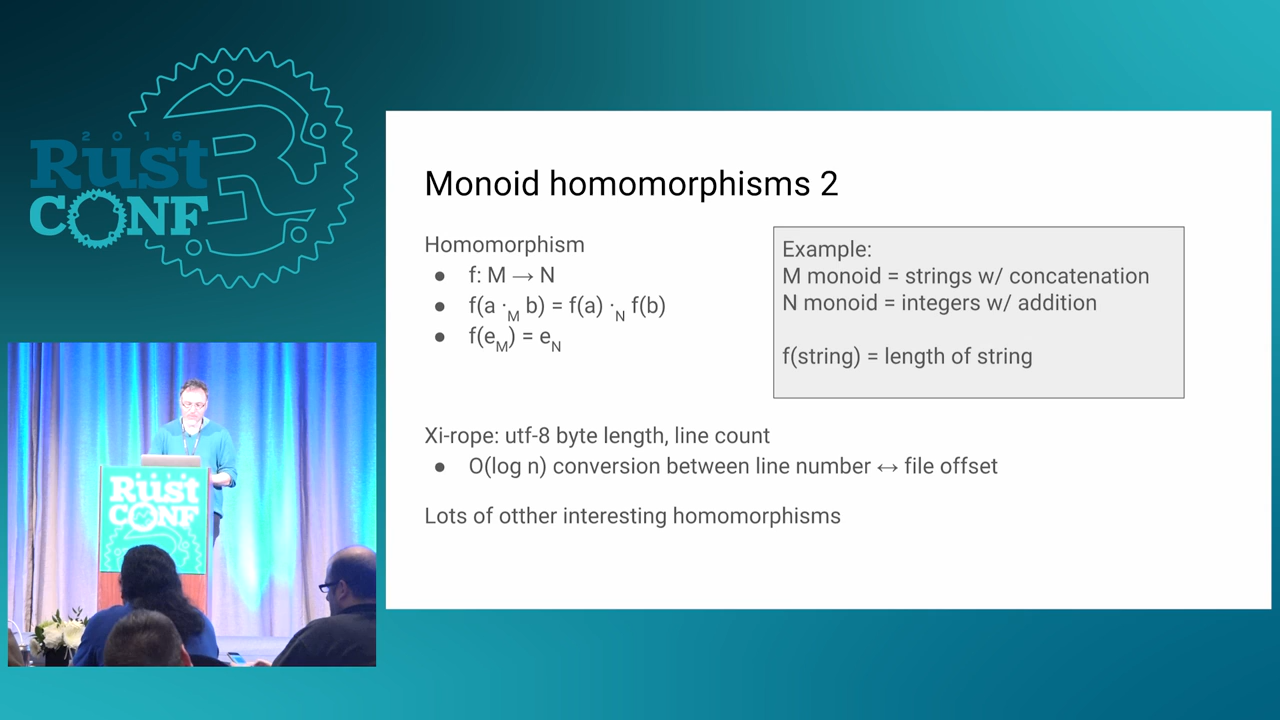 2016
Rust
CONF
Monoid homomorphisms 2
Homomorphism
● f: M → N
● f(a ·M b) = f(a) ·N f(b)
● f(eM) = eN
Example:
M monoid = strings w/ concatenation
N monoid = integers w/ addition
f(string) = length of string
Xi-rope: utf-8 byte length, line count
● O(log n) conversion between line number ↔ file offset
Lots of otther interesting homomorphisms
2016
Rust
CONF